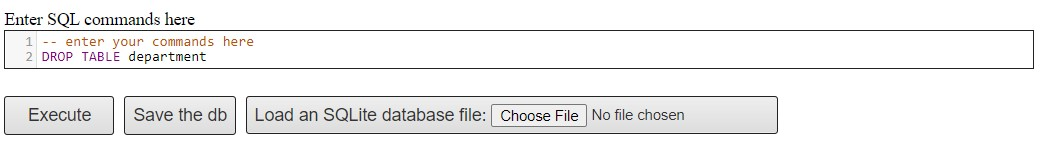 Enter SQL commands here
1 -- enter your commands here
2 DROP TABLE department
Execute Save the db Load an SQLite database file: Choose File No file chosen